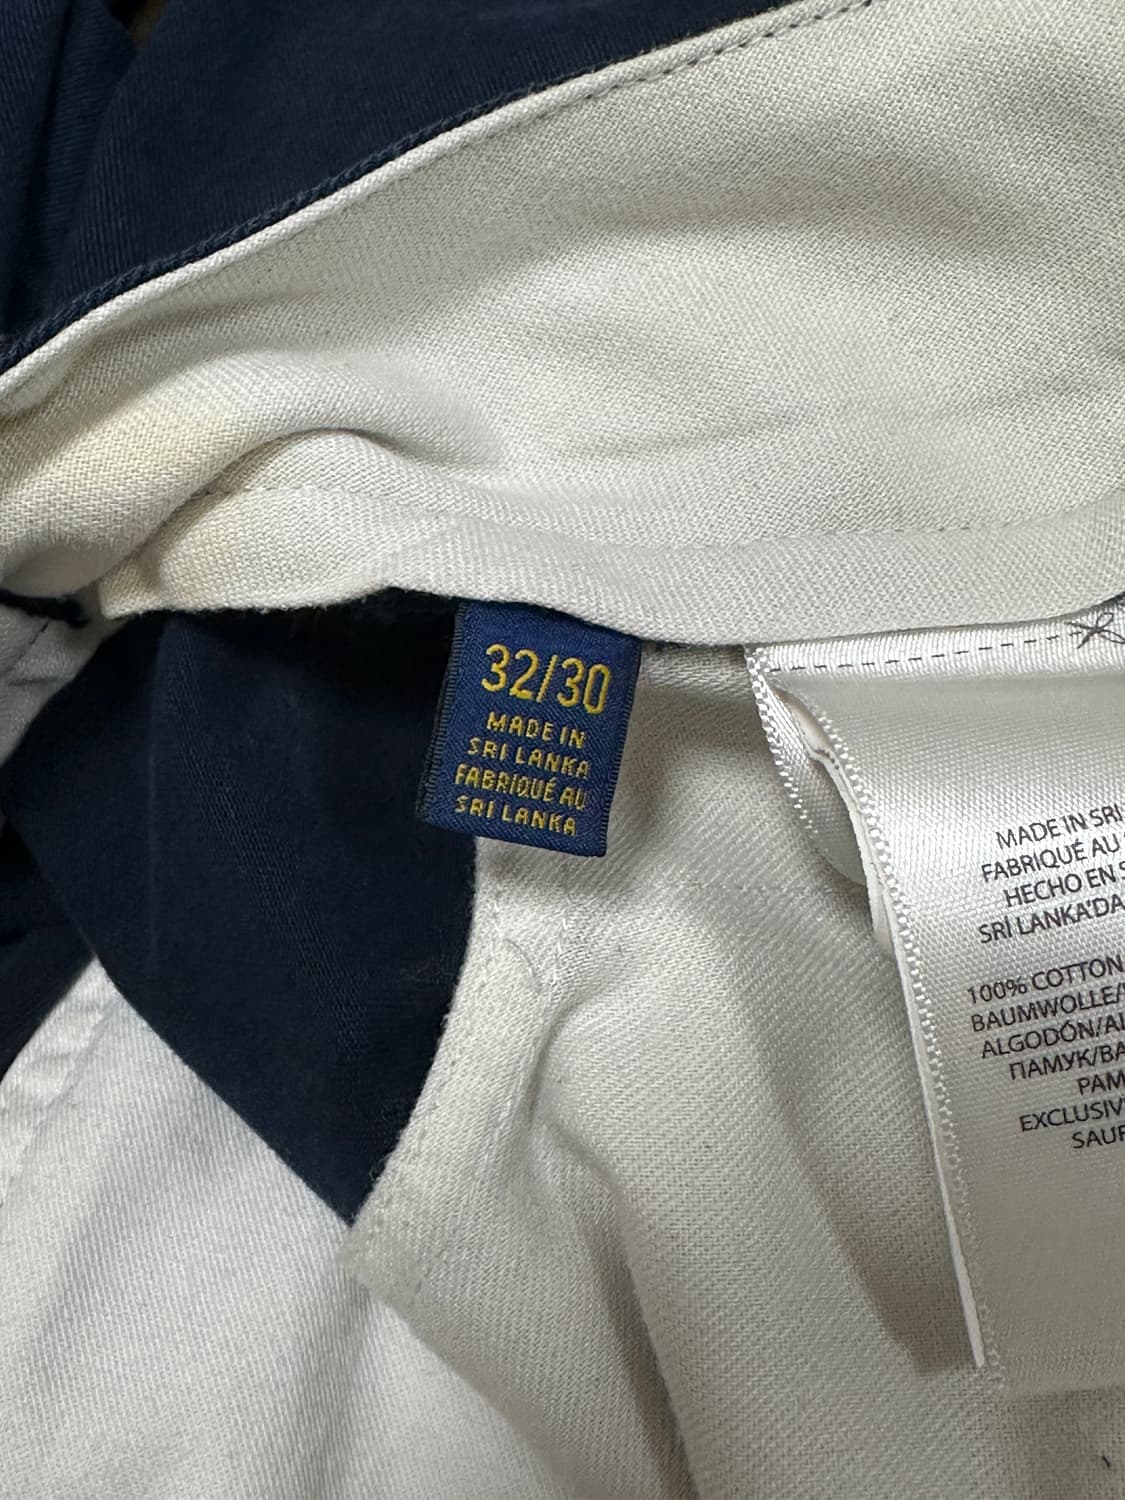 32/30
MADE IN
SRI LANKA
FABRIQUÉ AU
SRI LANKA
MADE IN SRI
FABRIQUÉ AU
HECHO EN
SRİ LANKA'DA
100% COTTON
BAUMWOLLE/
ALGODÓN/AL
ПАМУК/BA
PAM
EXCLUSIV
SAUF